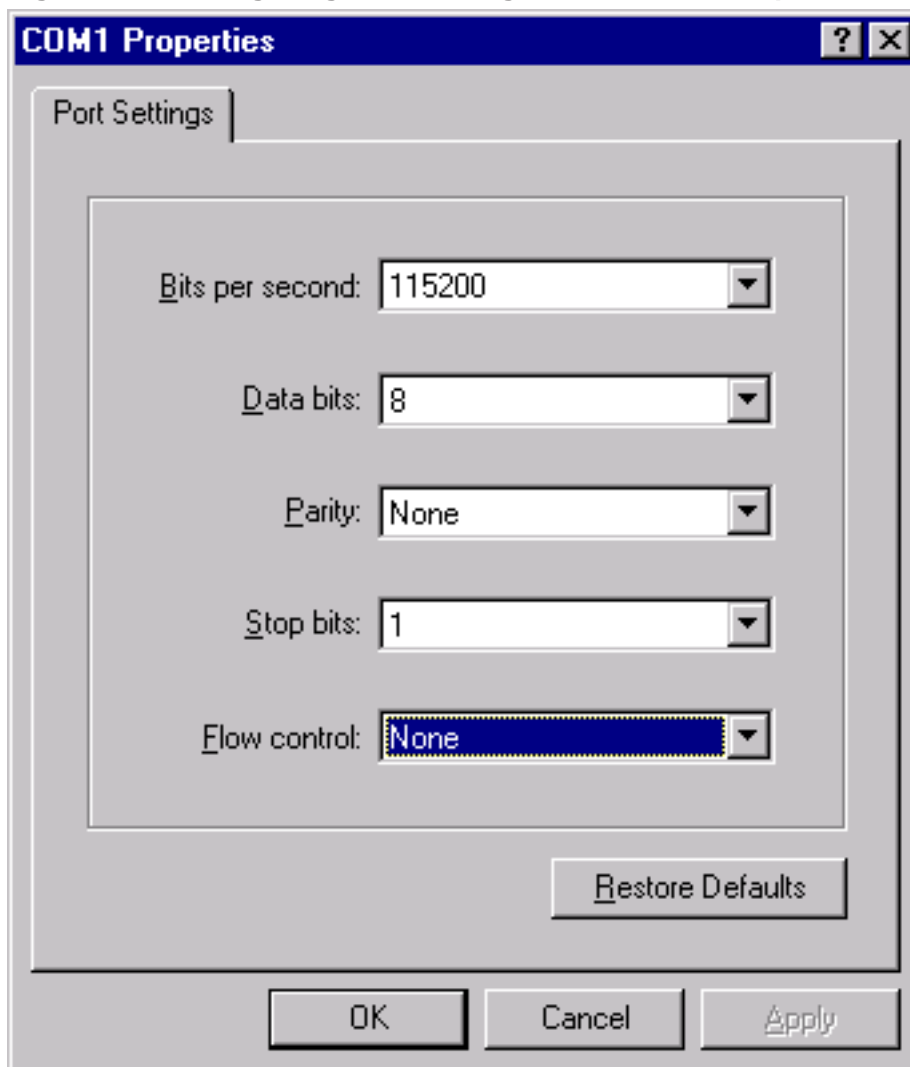 COM1 Properties
Port Settings
Bits per second: 115200
Data bits: 8
Parity: None
Stop bits: 1
Flow control: None
Restore Defaults
OK Cancel Apply